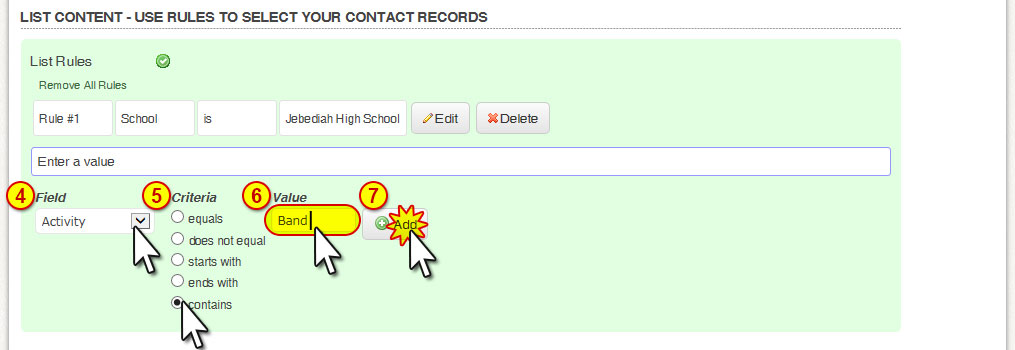 LIST CONTENT - USE RULES TO SELECT YOUR CONTACT RECORDS
List Rules
Remove All Rules
Rule #1 School is Jebediah High School Edit Delete
Enter a value
4 Field 5 Criteria 6 Value 7
Activity equals Band Add
does not equal
starts with
ends with
contains